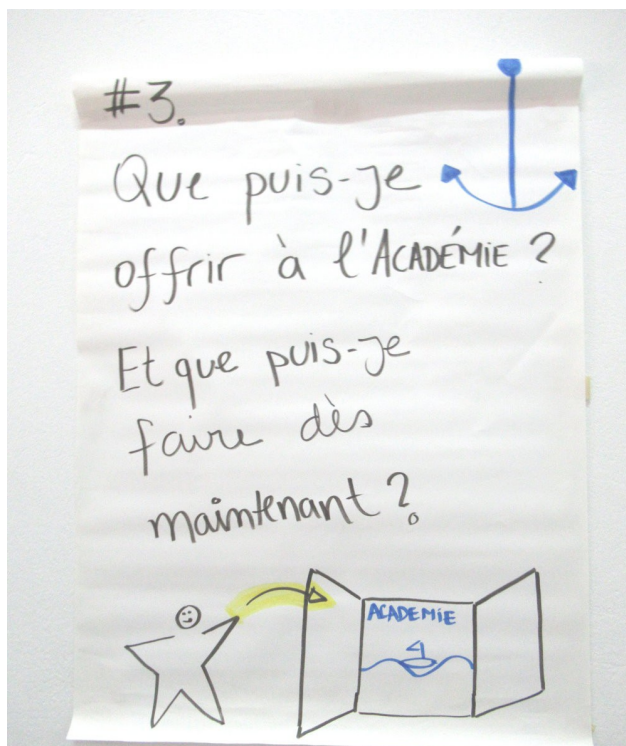 #3.
Que puis-je
offrir à l'ACADÉMIE ?
Et que puis-je
faire dès
maintenant ?
ACADEMIE